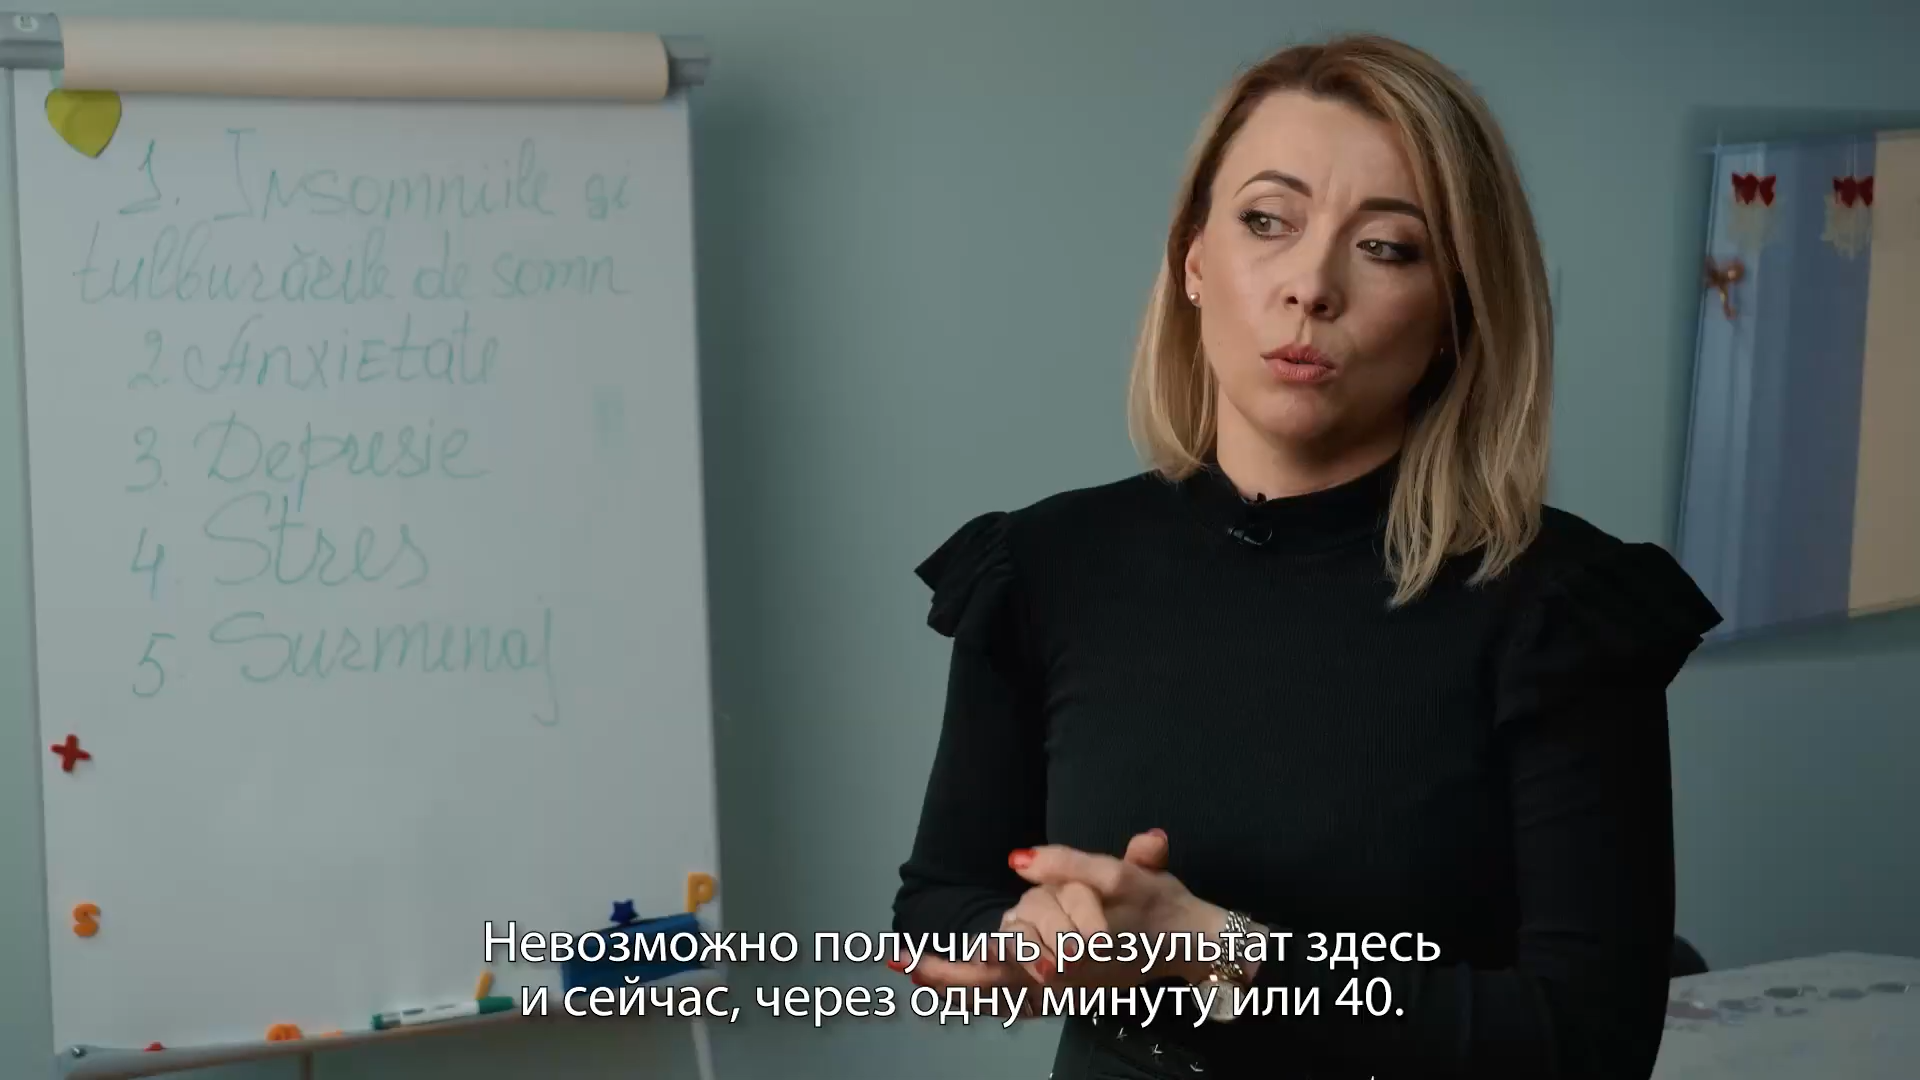 1. Insomniile și
tulburările de somn
2. Anxietate
3. Depresie
4 Stres
5. Surmenaj
P
S
Невозможно получить результат здесь
и сейчас, через одну минуту или 40.